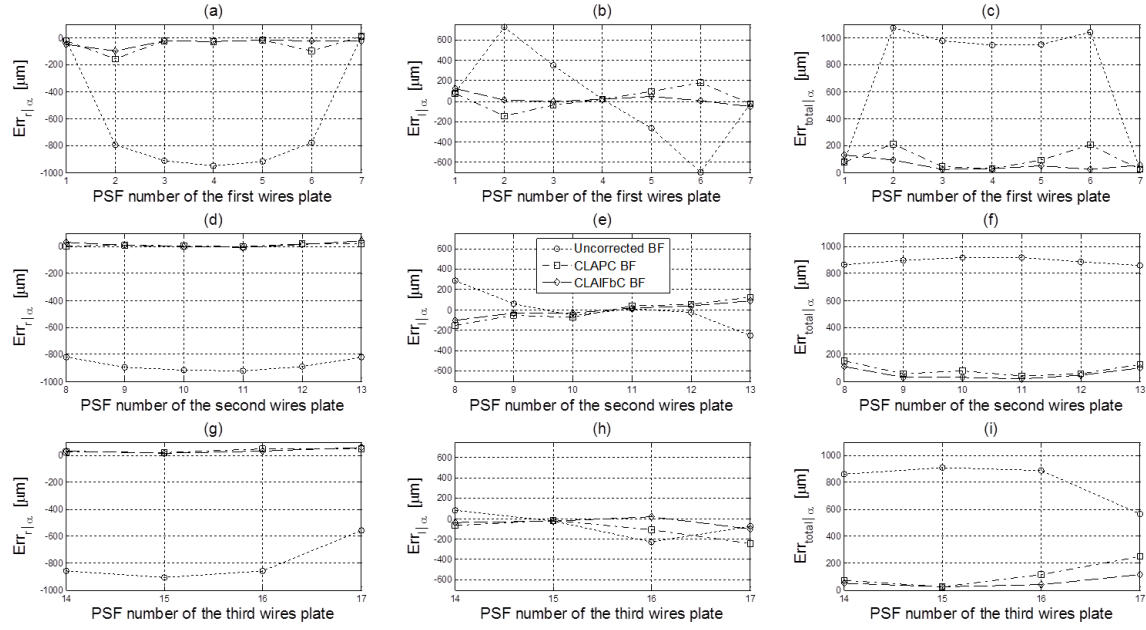 (a)
Err_r|α [μm]
0
-200
-400
-600
-800
-1000
1 2 3 4 5 6 7
PSF number of the first wires plate
(b)
Err_l|α [μm]
600
400
200
0
-200
-400
-600
1 2 3 4 5 6 7
PSF number of the first wires plate
(c)
Err_total|α [μm]
1000
800
600
400
200
0
1 2 3 4 5 6 7
PSF number of the first wires plate
(d)
Err_r|α [μm]
0
-200
-400
-600
-800
-1000
8 9 10 11 12 13
PSF number of the second wires plate
(e)
Err_l|α [μm]
600
400
200
0
-200
-400
-600
Uncorrected BF
CLAPC BF
CLAIFbC BF
8 9 10 11 12 13
PSF number of the second wires plate
(f)
Err_total|α [μm]
1000
800
600
400
200
0
8 9 10 11 12 13
PSF number of the second wires plate
(g)
Err_r|α [μm]
0
-200
-400
-600
-800
-1000
14 15 16 17
PSF number of the third wires plate
(h)
Err_l|α [μm]
600
400
200
0
-200
-400
-600
14 15 16 17
PSF number of the third wires plate
(i)
Err_total|α [μm]
1000
800
600
400
200
0
14 15 16 17
PSF number of the third wires plate